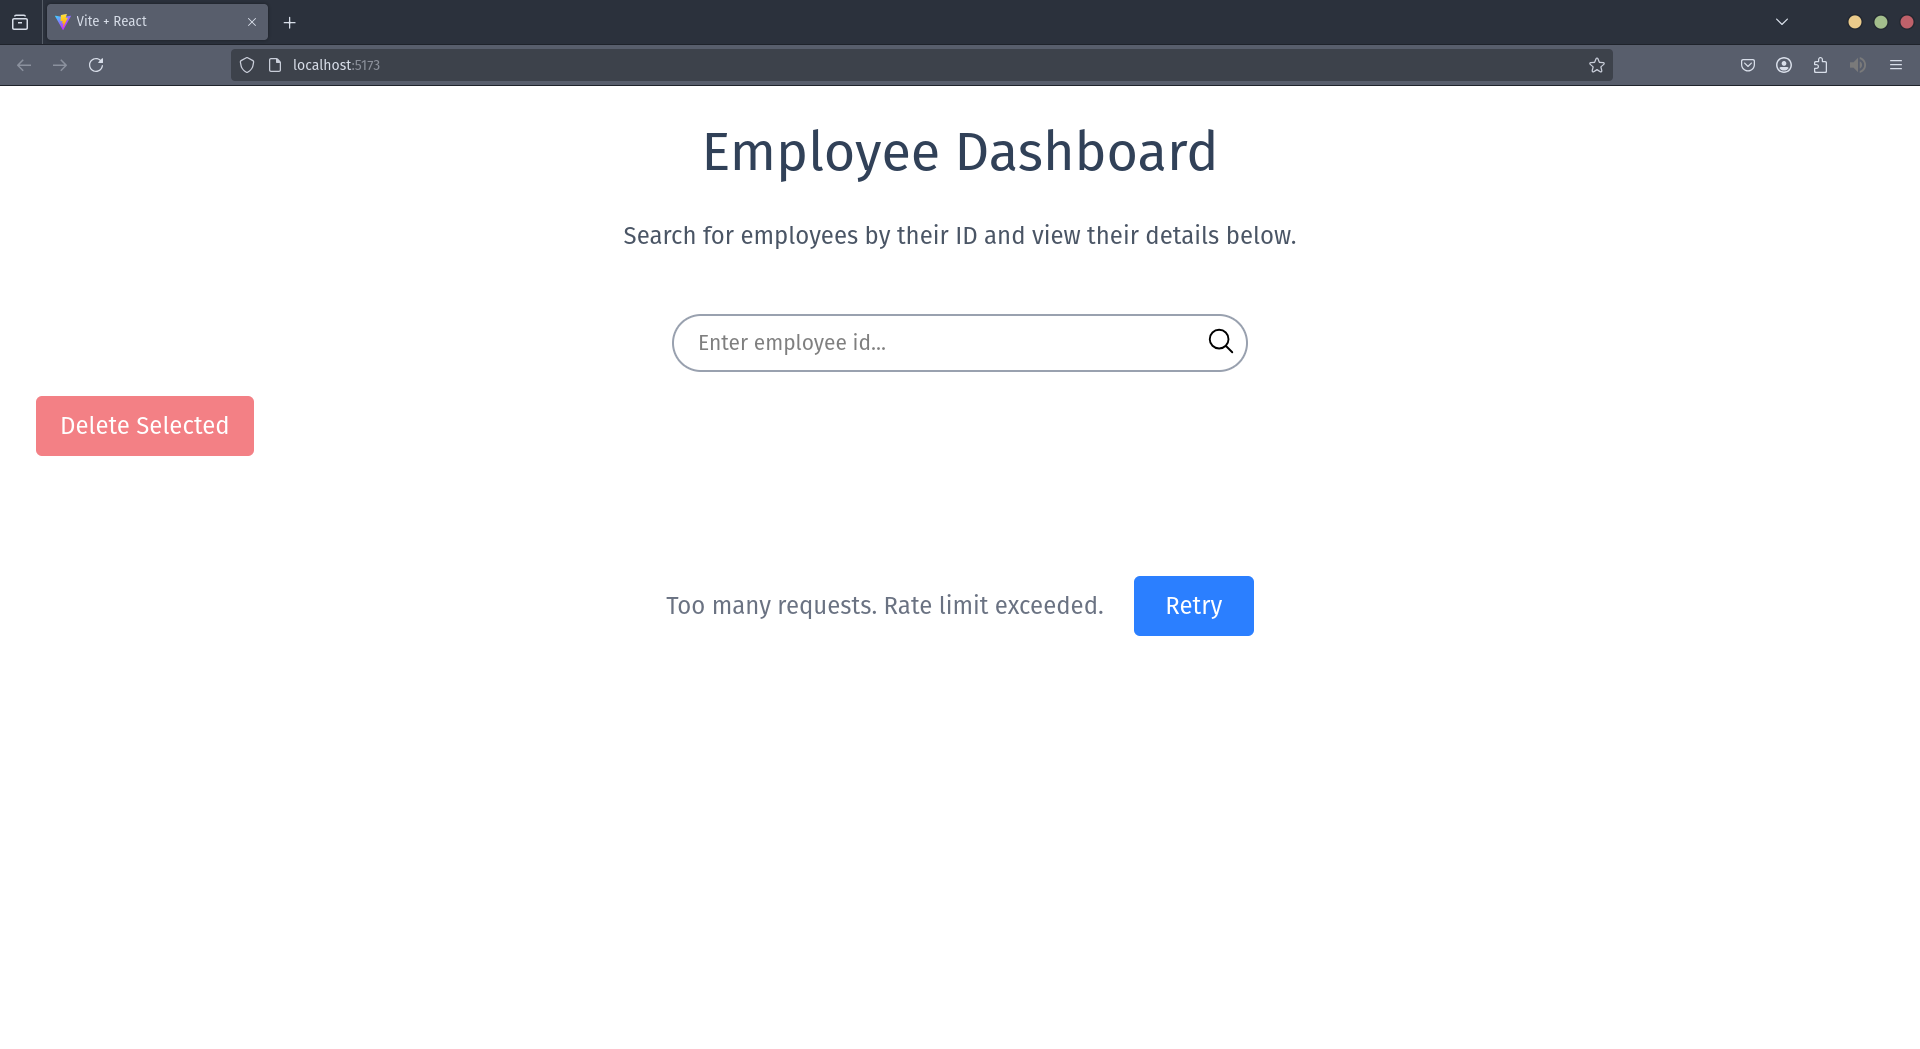 Vite + React
localhost:5173
Employee Dashboard
Search for employees by their ID and view their details below.
Enter employee id...
Delete Selected
Too many requests. Rate limit exceeded.
Retry